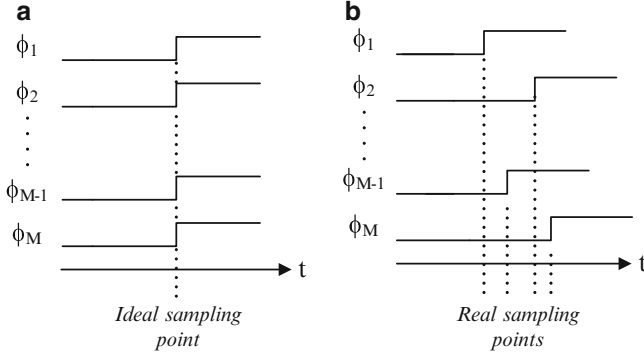 a
ϕ1
ϕ2
ϕM-1
ϕM
t
Ideal sampling
point
b
ϕ1
ϕ2
ϕM-1
ϕM
t
Real sampling
points